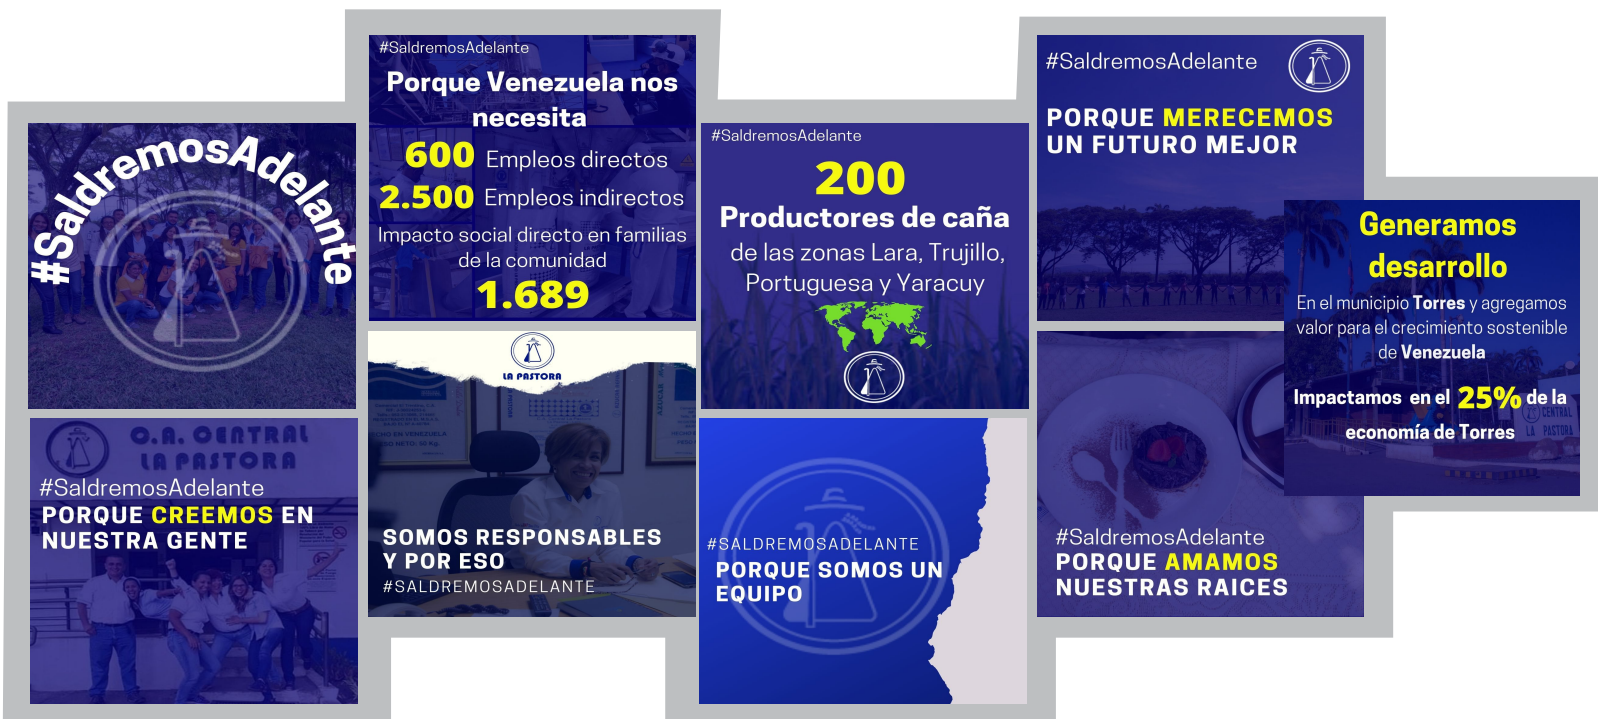 #SaldremosAdelante
C.A. CENTRAL
LA PASTORA
#SaldremosAdelante
PORQUE CREEMOS EN
NUESTRA GENTE
#SaldremosAdelante
Porque Venezuela nos
necesita
600 Empleos directos
2.500 Empleos indirectos
Impacto social directo en familias
de la comunidad
1.689
LA PASTORA
SOMOS RESPONSABLES
Y POR ESO
#SALDREMOSADELANTE
#SaldremosAdelante
200
Productores de caña
de las zonas Lara, Trujillo,
Portuguesa y Yaracuy
#SALDREMOSADELANTE
PORQUE SOMOS UN
EQUIPO
#SaldremosAdelante
PORQUE MERECEMOS
UN FUTURO MEJOR
#SaldremosAdelante
PORQUE AMAMOS
NUESTRAS RAICES
Generamos
desarrollo
En el municipio Torres y agregamos
valor para el crecimiento sostenible
de Venezuela
Impactamos en el 25% de la
economía de Torres
CENTRAL
LA PASTORA